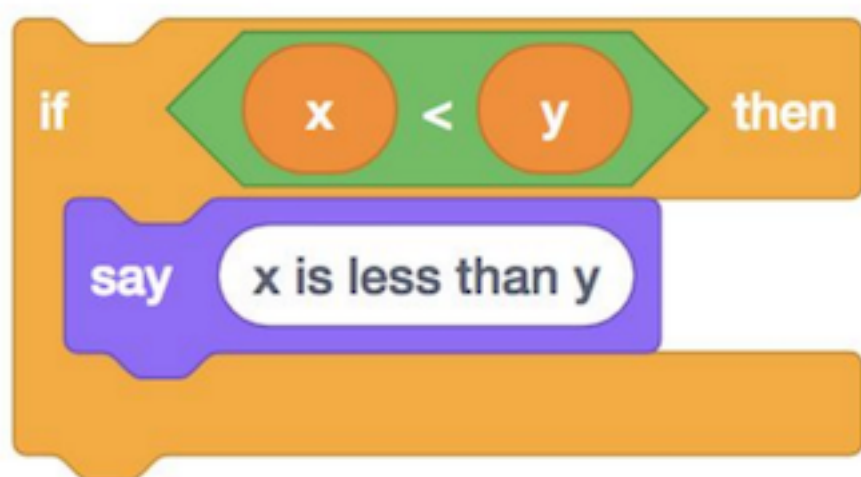 if x < y then
say x is less than y